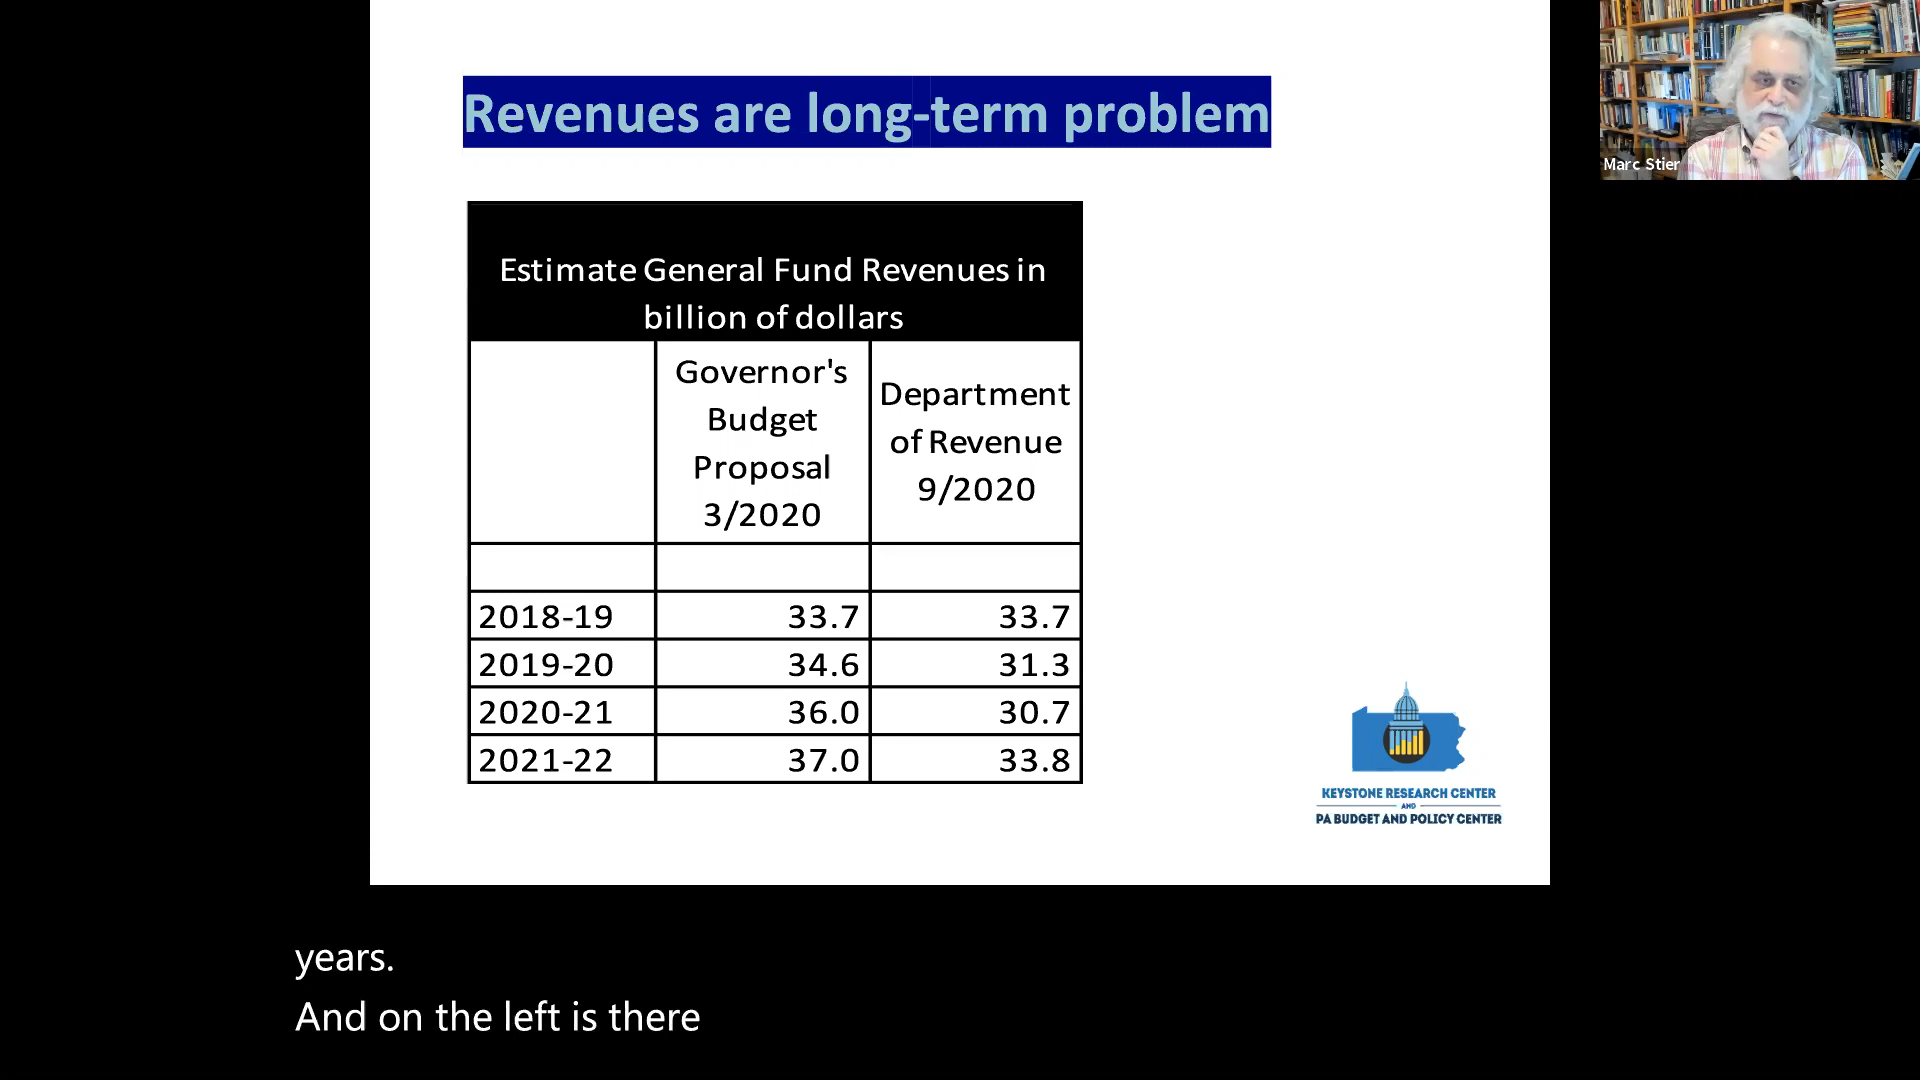 Revenues are long-term problem
Marc Stier
Estimate General Fund Revenues in
billion of dollars
Governor's
Budget
Proposal
3/2020
Department
of Revenue
9/2020
2018-19 33.7 33.7
2019-20 34.6 31.3
2020-21 36.0 30.7
2021-22 37.0 33.8
KEYSTONE RESEARCH CENTER
AND
PA BUDGET AND POLICY CENTER
years.
And on the left is there